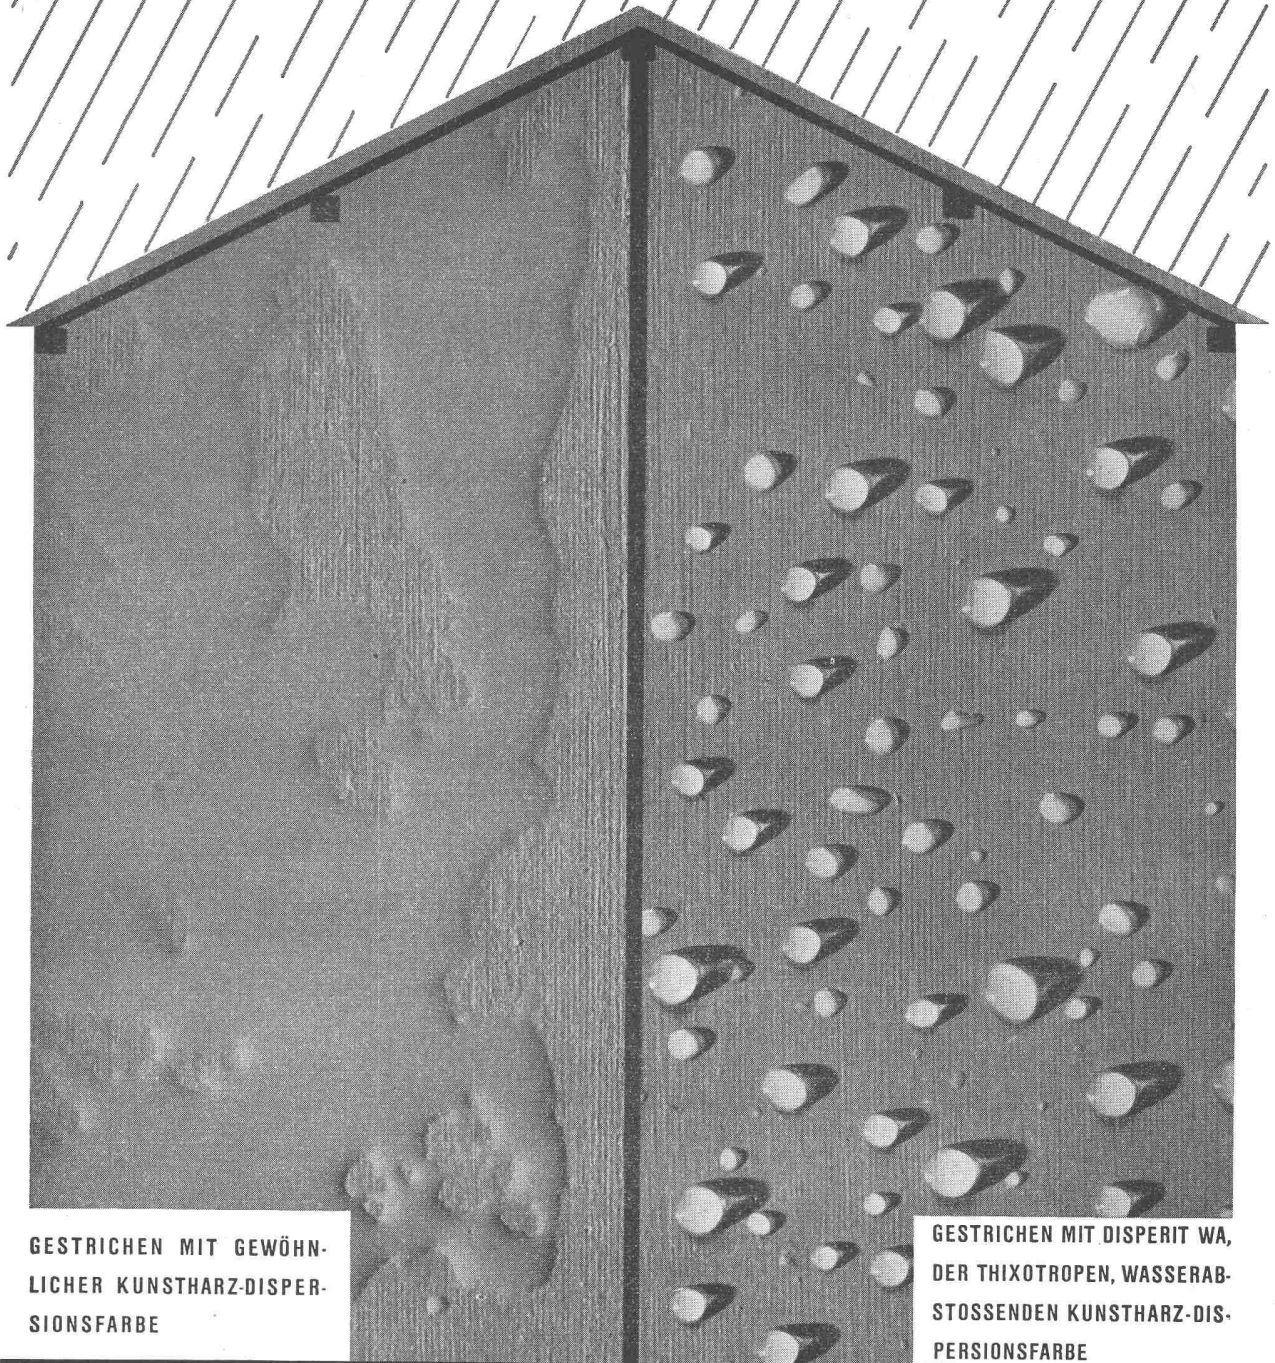 GESTRICHEN MIT GEWÖHN-
LICHER KUNSTHARZ-DISPER-
SIONSFARBE
GESTRICHEN MIT DISPERIT WA,
DER THIXOTROPEN, WASSERAB-
STOSSENDEN KUNSTHARZ-DIS-
PERSIONSFARBE